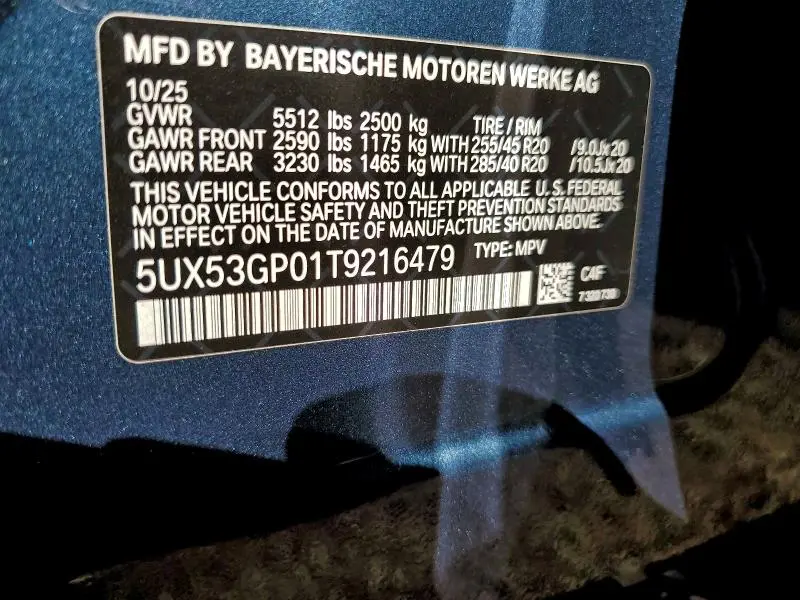 MFD BY BAYERISCHE MOTOREN WERKE AG
10/25
GVWR 5512 lbs 2500 kg TIRE / RIM
GAWR FRONT 2590 lbs 1175 kg WITH 255/45 R20 /9.0Jx20
GAWR REAR 3230 lbs 1465 kg WITH 285/40 R20 /10.5Jx20
THIS VEHICLE CONFORMS TO ALL APPLICABLE U.S. FEDERAL
MOTOR VEHICLE SAFETY AND THEFT PREVENTION STANDARDS
IN EFFECT ON THE DATE OF MANUFACTURE SHOWN ABOVE.
5UX53GP01T9216479 TYPE: MPV
C4F